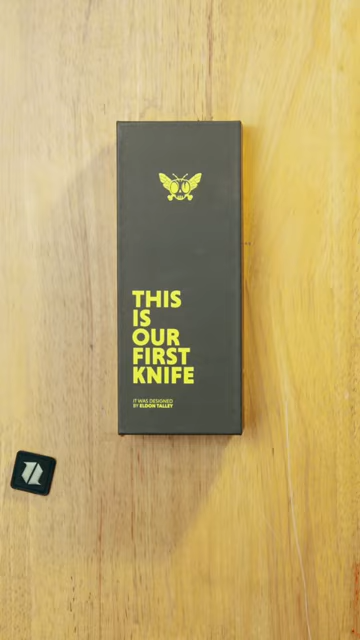 THIS
IS
OUR
FIRST
KNIFE
IT WAS DESIGNED
BY ELDON TALLEY